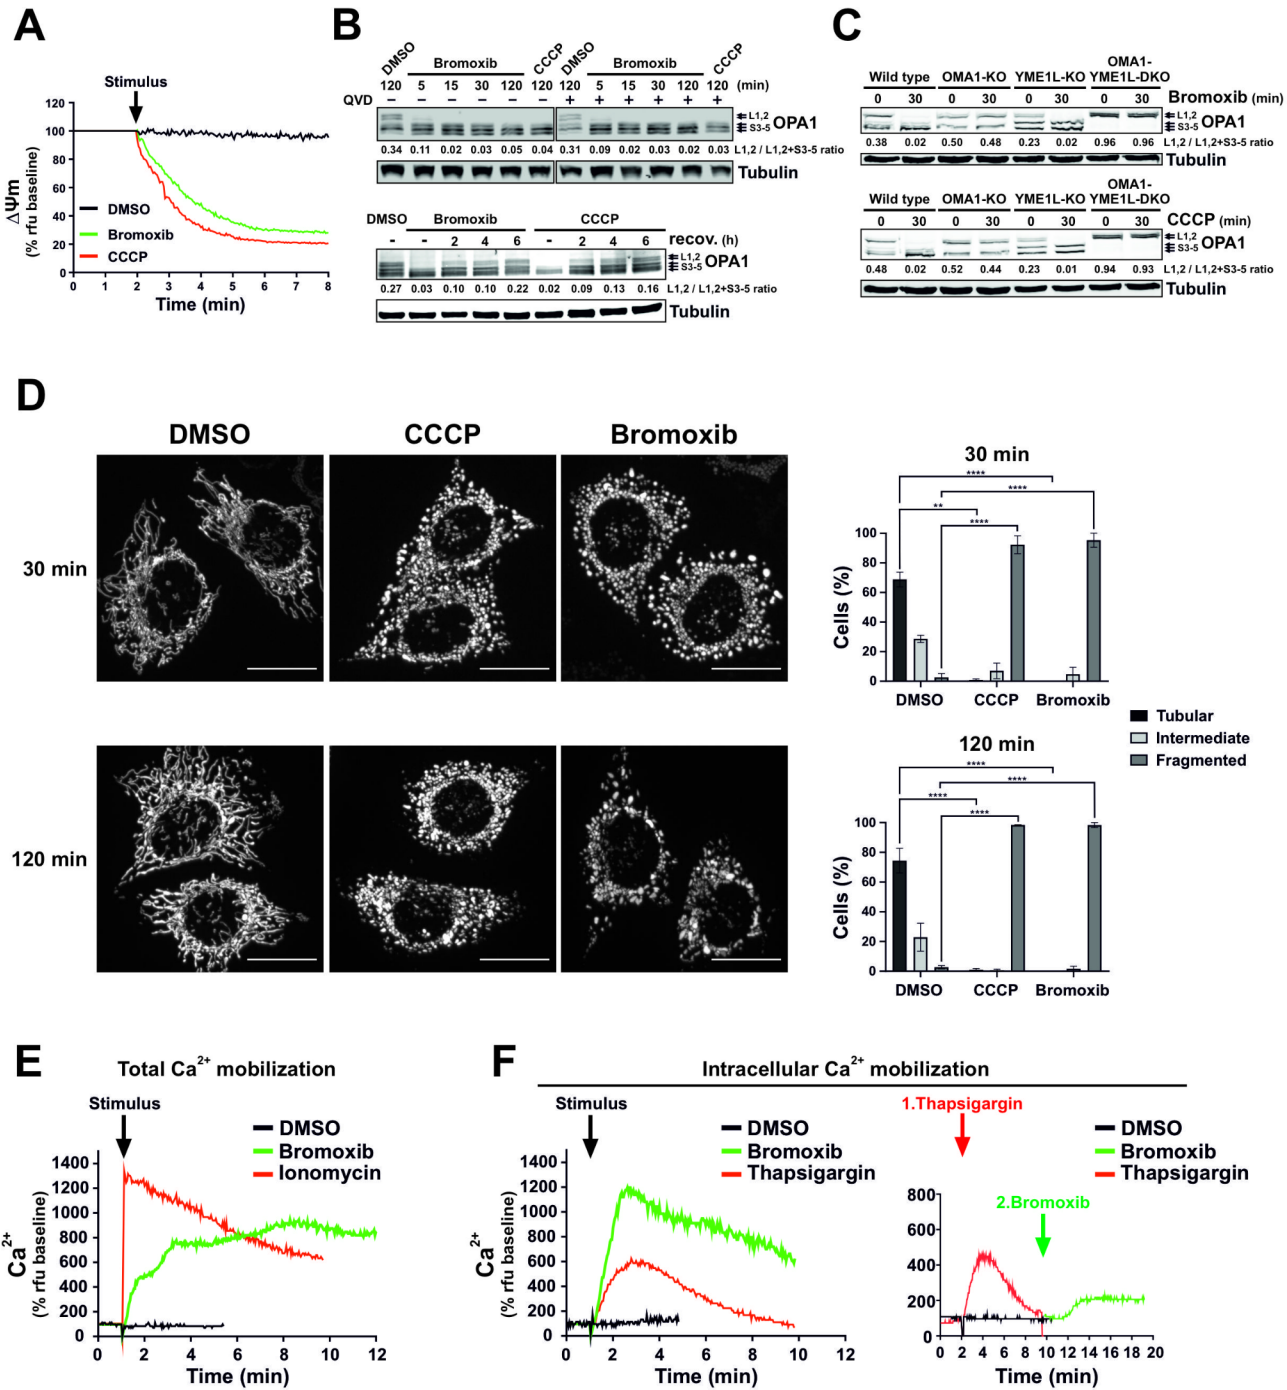 A
Stimulus
120
100
80
60
40
20
0
ΔΨm
(% rfu baseline)
DMSO
Bromoxib
CCCP
0 1 2 3 4 5 6 7 8
Time (min)
B
DMSO Bromoxib CCCP DMSO Bromoxib CCCP
120 5 15 30 120 120 120 5 15 30 120 120 (min)
QVD – – – – – – + + + + + +
L1,2
S3-5
OPA1
0.34 0.11 0.02 0.03 0.05 0.04 0.31 0.09 0.02 0.03 0.02 0.03 L1,2 / L1,2+S3-5 ratio
Tubulin
DMSO Bromoxib CCCP
- - 2 4 6 - 2 4 6 recov. (h)
L1,2
S3-5
OPA1
0.27 0.03 0.10 0.10 0.22 0.02 0.09 0.13 0.16 L1,2 / L1,2+S3-5 ratio
Tubulin
C
Wild type OMA1-KO YME1L-KO OMA1-
YME1L-DKO
0 30 0 30 0 30 0 30 Bromoxib (min)
L1,2
S3-5
OPA1
0.38 0.02 0.50 0.48 0.23 0.02 0.96 0.96 L1,2 / L1,2+S3-5 ratio
Tubulin
Wild type OMA1-KO YME1L-KO OMA1-
YME1L-DKO
0 30 0 30 0 30 0 30 CCCP (min)
L1,2
S3-5
OPA1
0.48 0.02 0.52 0.44 0.23 0.01 0.94 0.93 L1,2 / L1,2+S3-5 ratio
Tubulin
D
DMSO CCCP Bromoxib
30 min
120 min
30 min
****
****
**
****
100
80
60
40
20
0
Cells (%)
DMSO CCCP Bromoxib
Tubular
Intermediate
Fragmented
120 min
****
****
****
****
100
80
60
40
20
0
Cells (%)
DMSO CCCP Bromoxib
E
Total Ca2+ mobilization
Stimulus
DMSO
Bromoxib
Ionomycin
1400
1200
1000
800
600
400
200
0
Ca2+
(% rfu baseline)
0 2 4 6 8 10 12
Time (min)
F
Intracellular Ca2+ mobilization
Stimulus
DMSO
Bromoxib
Thapsigargin
1400
1200
1000
800
600
400
200
0
Ca2+
(% rfu baseline)
0 2 4 6 8 10 12
Time (min)
1.Thapsigargin
DMSO
Bromoxib
Thapsigargin
2.Bromoxib
800
600
400
200
0
0 2 4 6 8 10 12 14 16 18 20
Time (min)